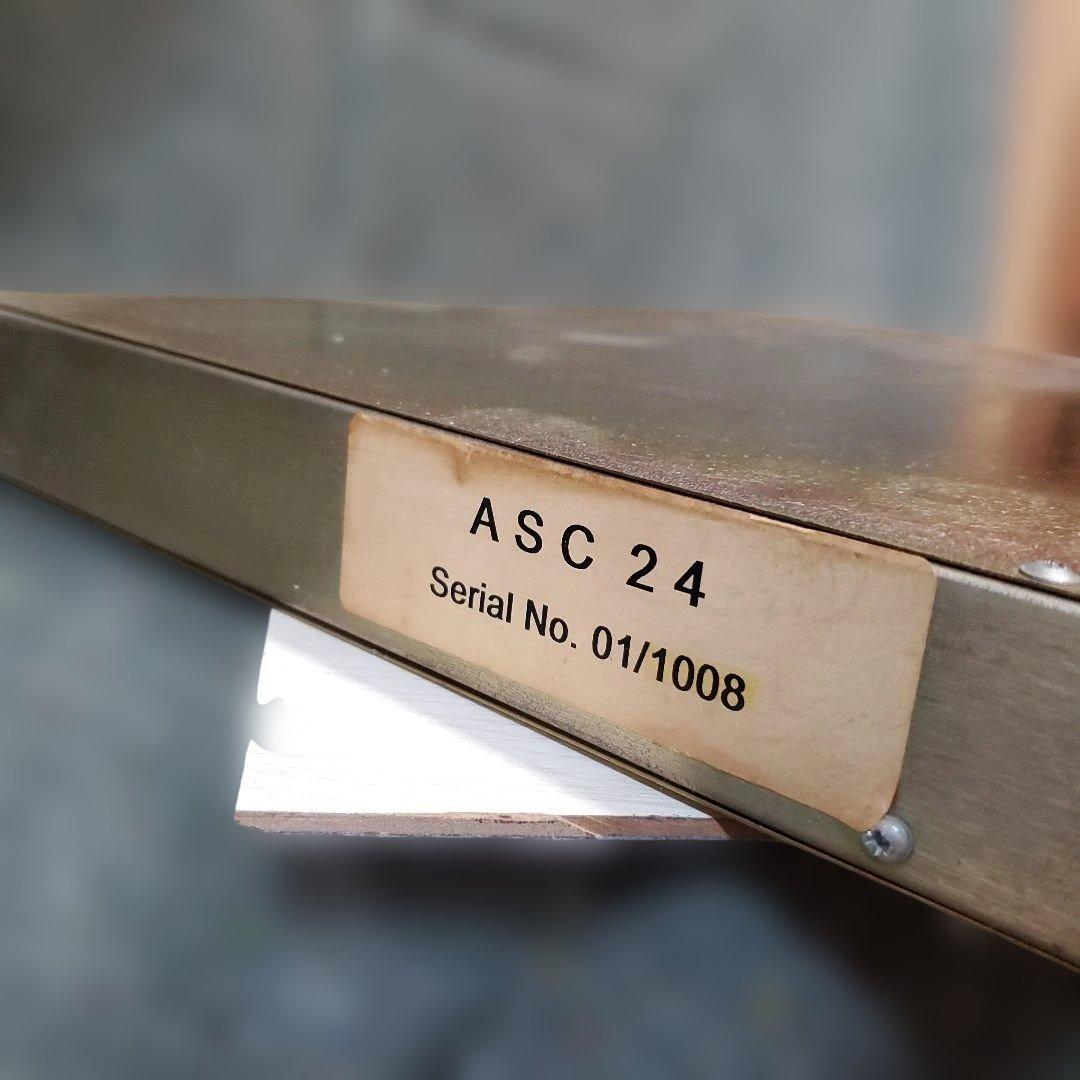 ASC 24
Serial No. 01/1008